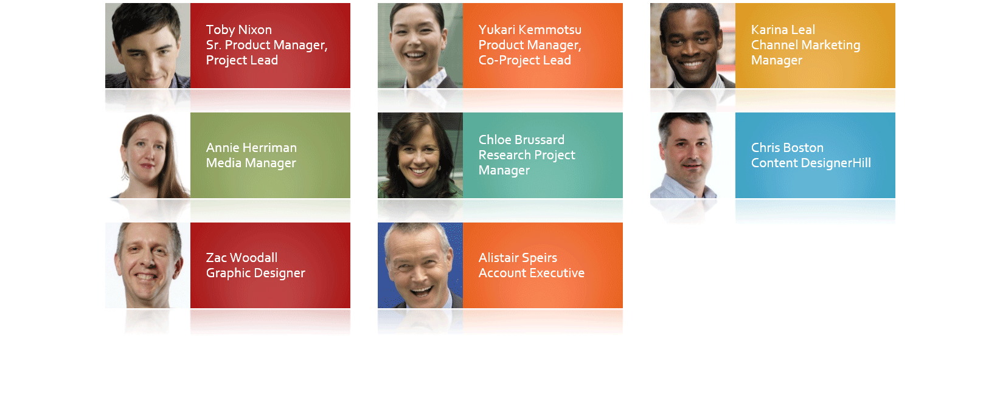 Toby Nixon
Sr. Product Manager,
Project Lead
Yukari Kemmotsu
Product Manager,
Co-Project Lead
Karina Leal
Channel Marketing
Manager
Annie Herriman
Media Manager
Chloe Brussard
Research Project
Manager
Chris Boston
Content DesignerHill
Zac Woodall
Graphic Designer
Alistair Speirs
Account Executive